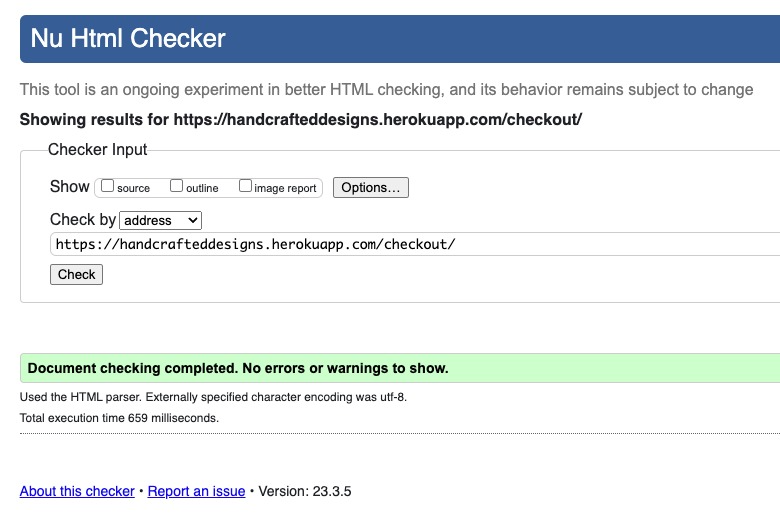 Nu Html Checker
This tool is an ongoing experiment in better HTML checking, and its behavior remains subject to change
Showing results for https://handcrafteddesigns.herokuapp.com/checkout/
Checker Input
Show source outline image report Options...
Check by address
https://handcrafteddesigns.herokuapp.com/checkout/
Check
Document checking completed. No errors or warnings to show.
Used the HTML parser. Externally specified character encoding was utf-8.
Total execution time 659 milliseconds.
About this checker • Report an issue • Version: 23.3.5